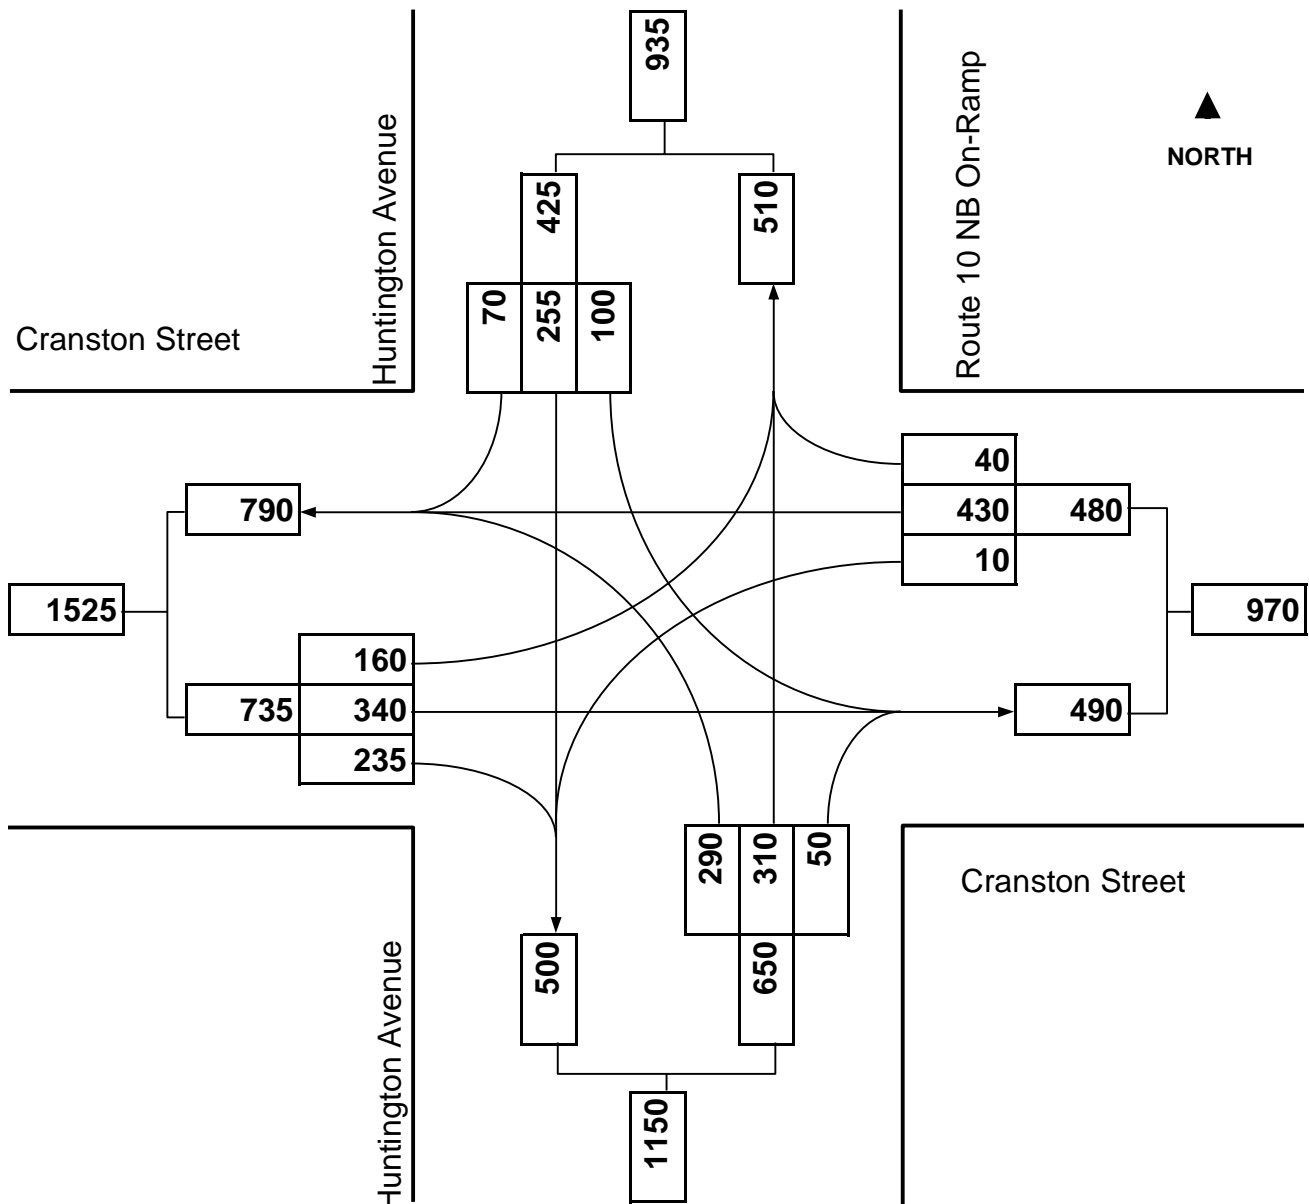 935
Huntington Avenue
Route 10 NB On-Ramp
NORTH
425
510
70 255 100
Cranston Street
40
790
430 480
10
1525
970
160
735 340
490
235
290 310 50
Cranston Street
500
650
Huntington Avenue
1150